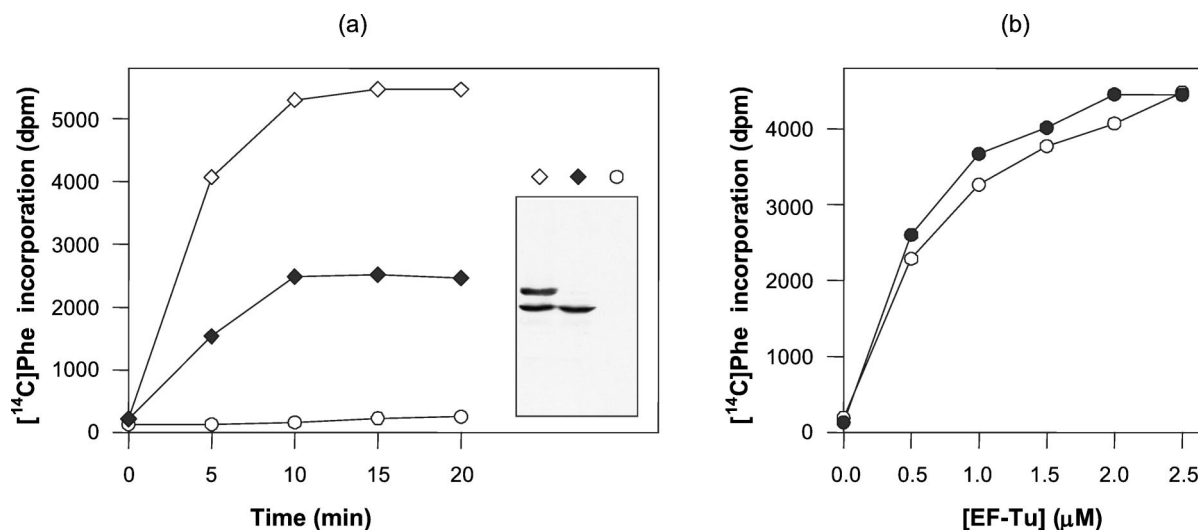 (a)
[¹⁴C]Phe incorporation (dpm)
5000
4000
3000
2000
1000
0
0 5 10 15 20
Time (min)
(b)
[¹⁴C]Phe incorporation (dpm)
4000
3000
2000
1000
0
0.0 0.5 1.0 1.5 2.0 2.5
[EF-Tu] (μM)